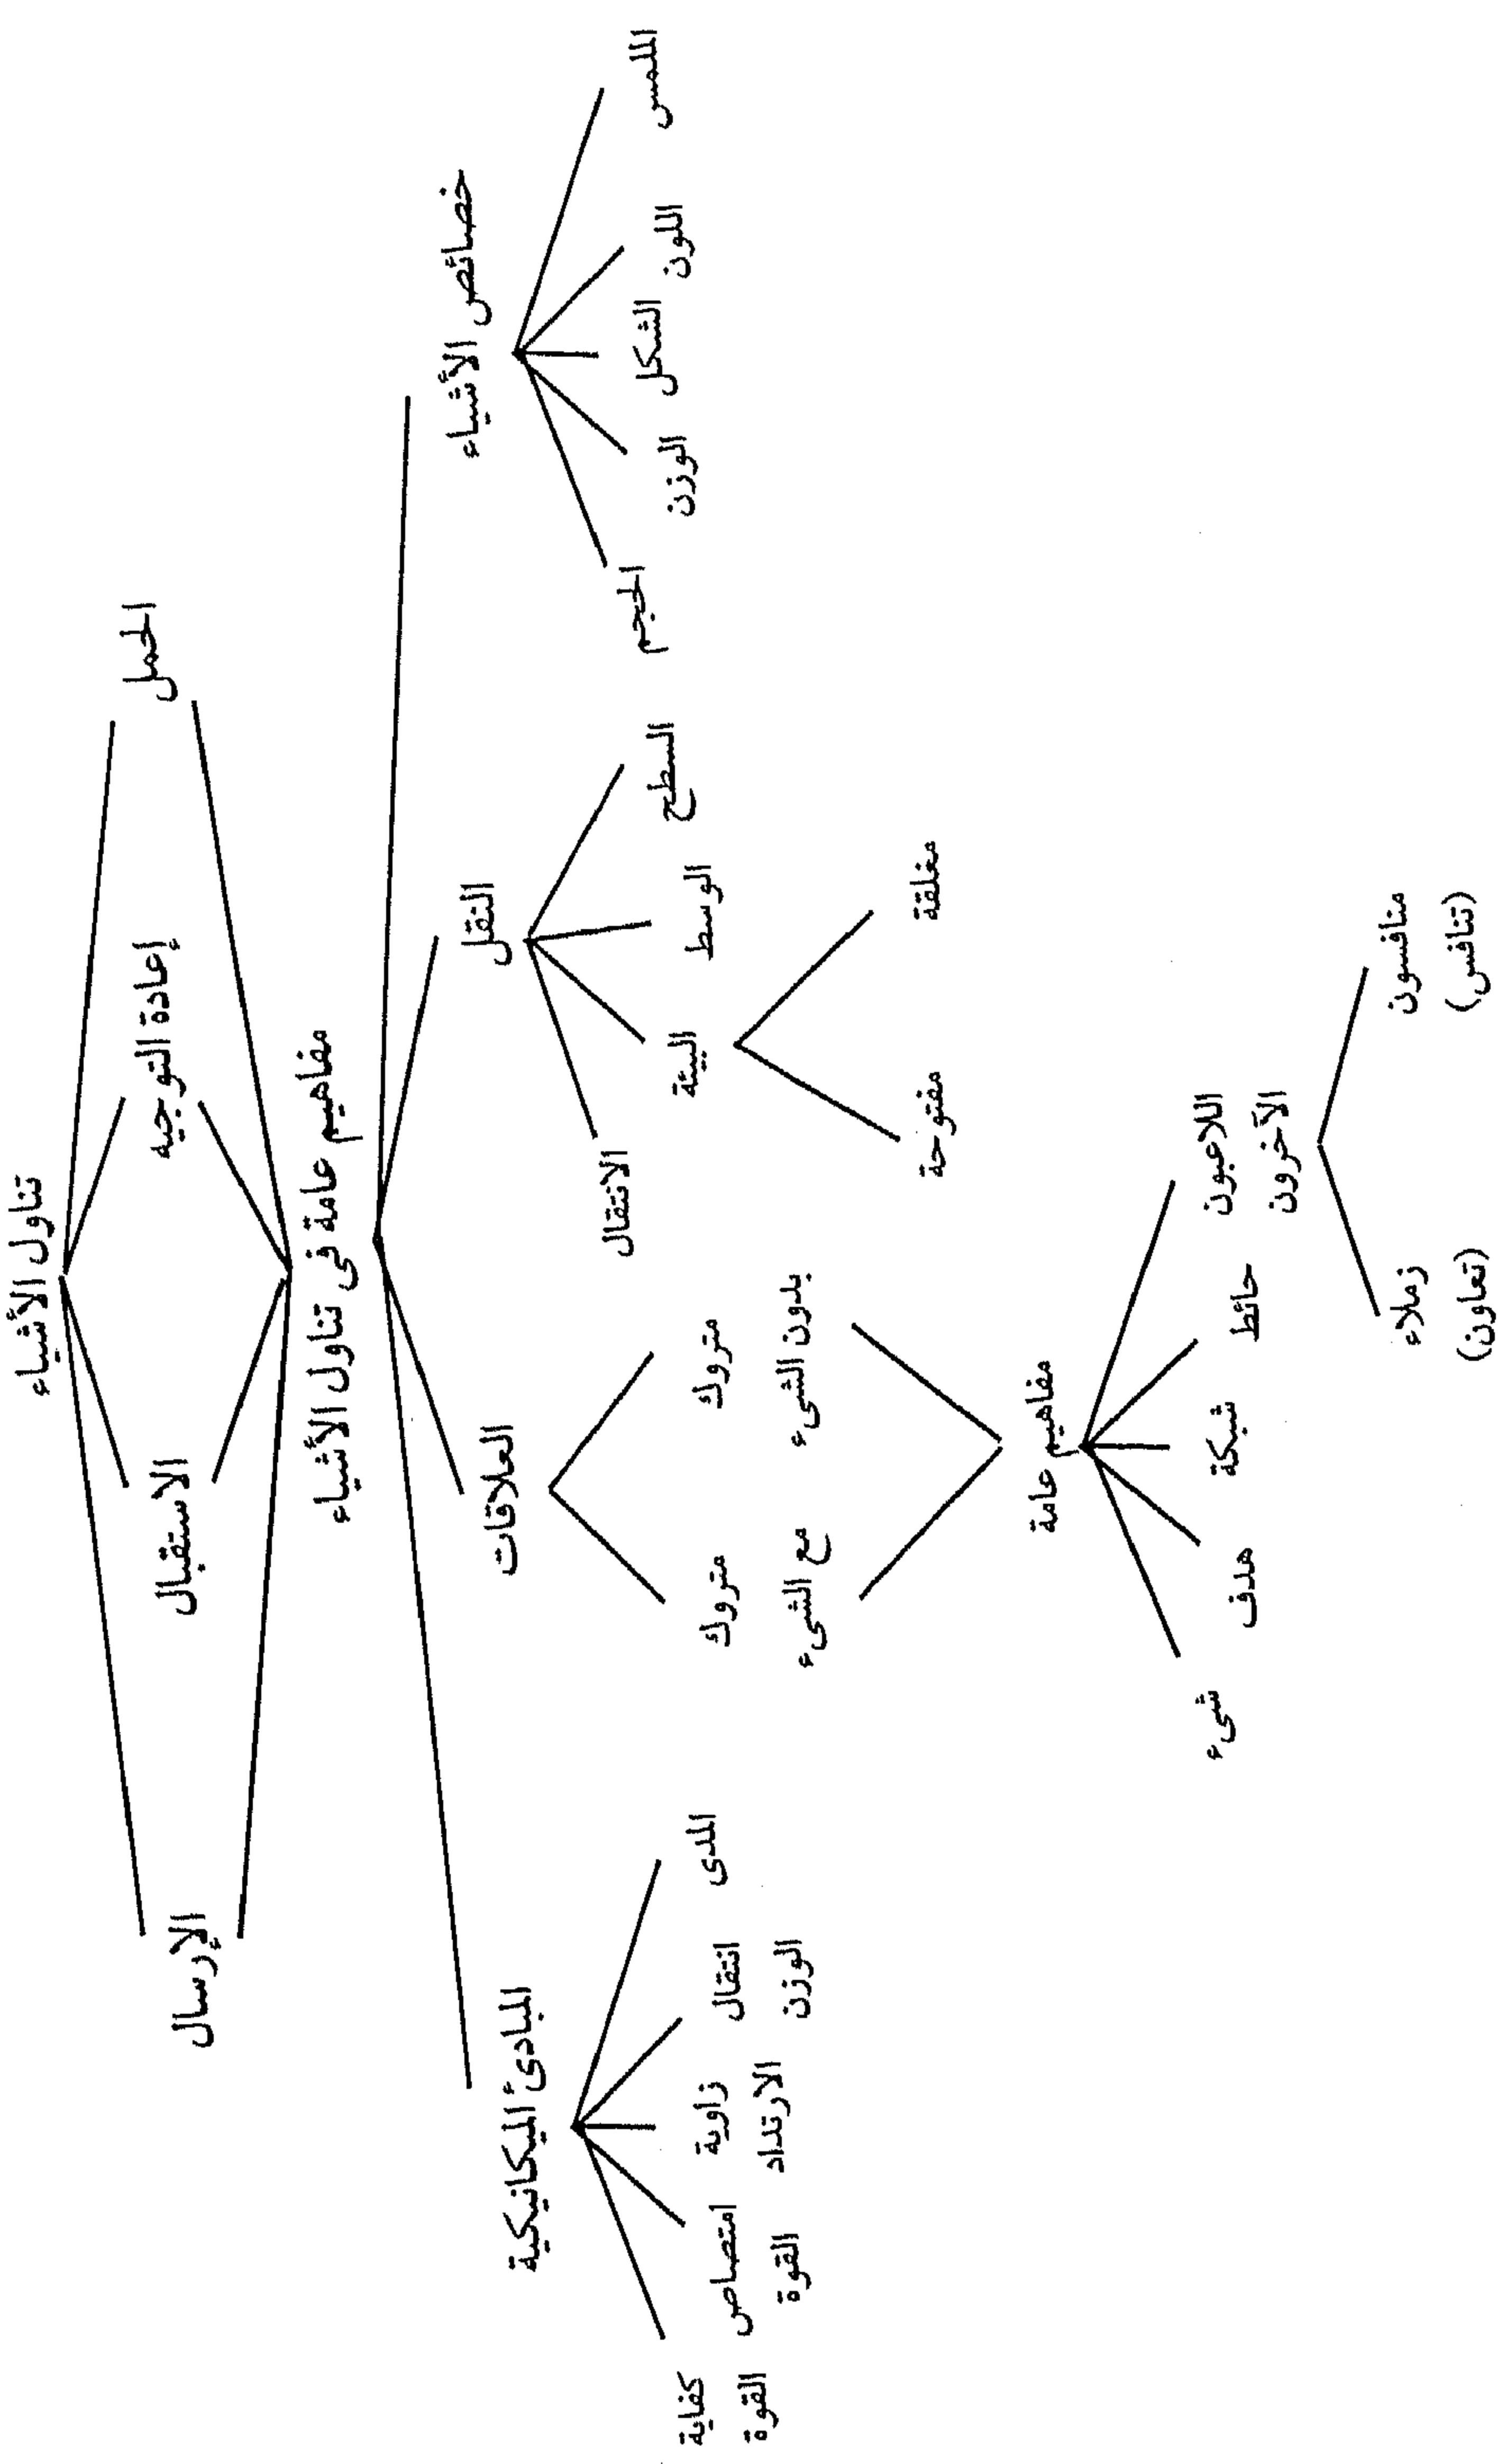 تناول الأشياء
الحمل
إعادة التوجيه
الاستقبال
الإرسال
مفاهيم عامة فى تناول الأشياء
خصائص الأشياء
التنقل
العلاقات
المبادئ الميكانيكية
اللمس
اللون
الشكل
الوزن
الحجم
السطح
الوسط
البيئة
الانتقال
مغلقة
مفتوحة
متروك
بدون الشىء
متروك
مع الشىء
المدى
انتقال
الوزن
زاوية
الارتداد
امتصاص
القوة
كفاية
القوة
مفاهيم عامة
اللاعبون
الآخرون
حائط
شبكة
هدف
شىء
منافسون
(تنافس)
زملاء
(تعاون)